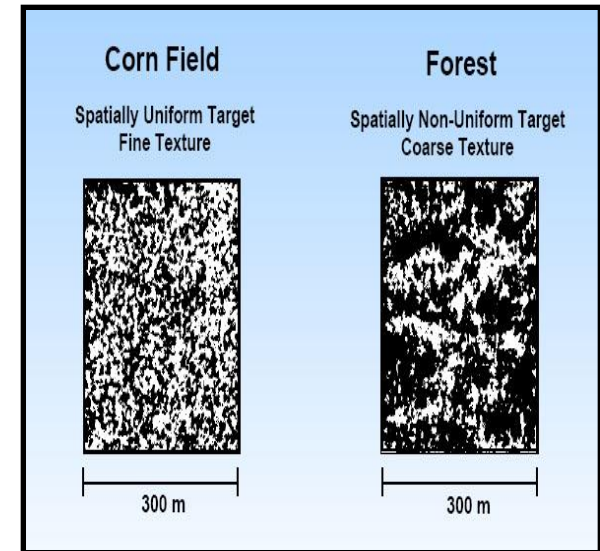 Corn Field
Spatially Uniform Target
Fine Texture
300 m
Forest
Spatially Non-Uniform Target
Coarse Texture
300 m